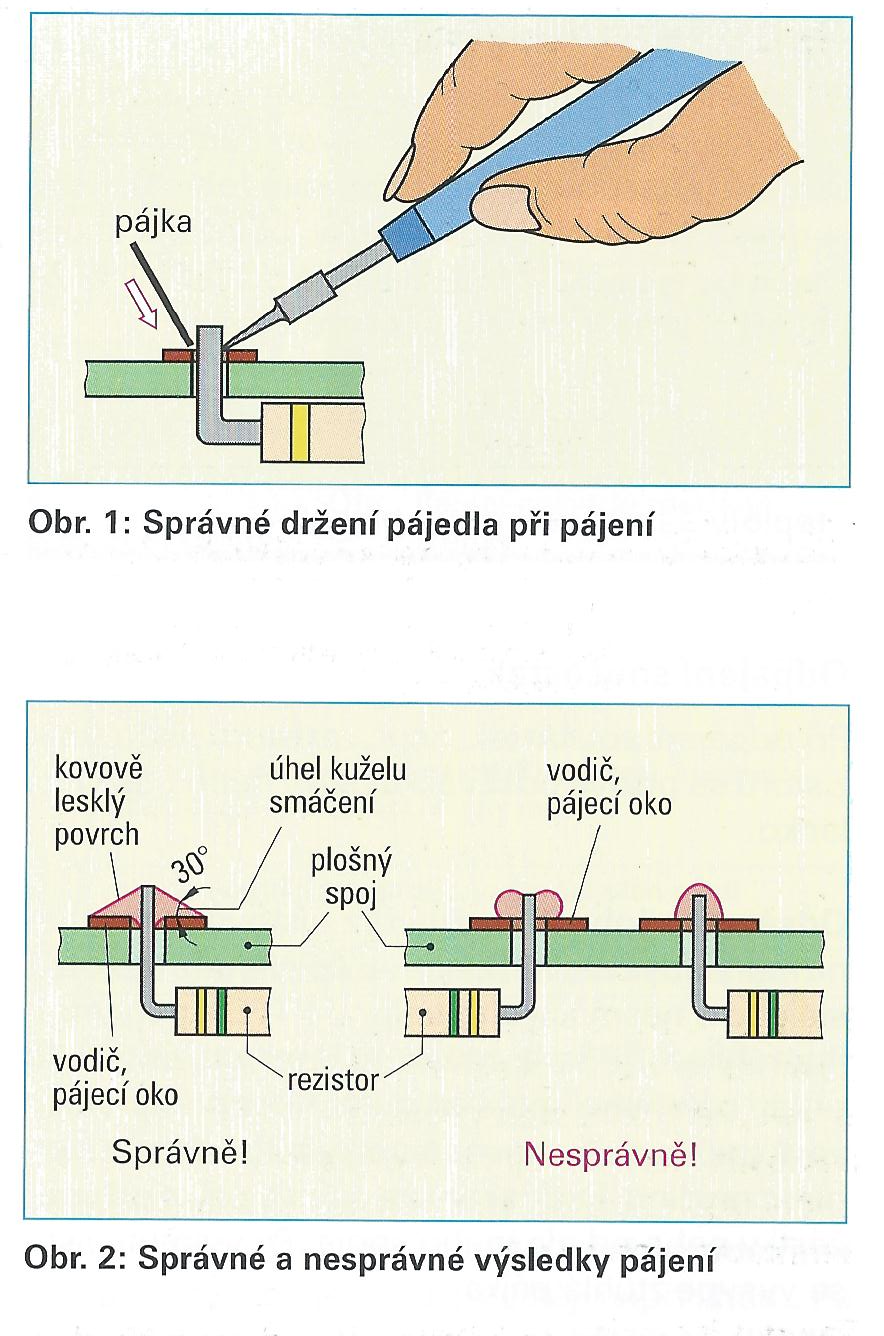 pájka
Obr. 1: Správné držení pájedla při pájení
kovově
lesklý
povrch
úhel kuželu
smáčení
vodič,
pájecí oko
30°
plošný
spoj
vodič,
pájecí oko
rezistor
Správně!
Nesprávně!
Obr. 2: Správné a nesprávné výsledky pájení